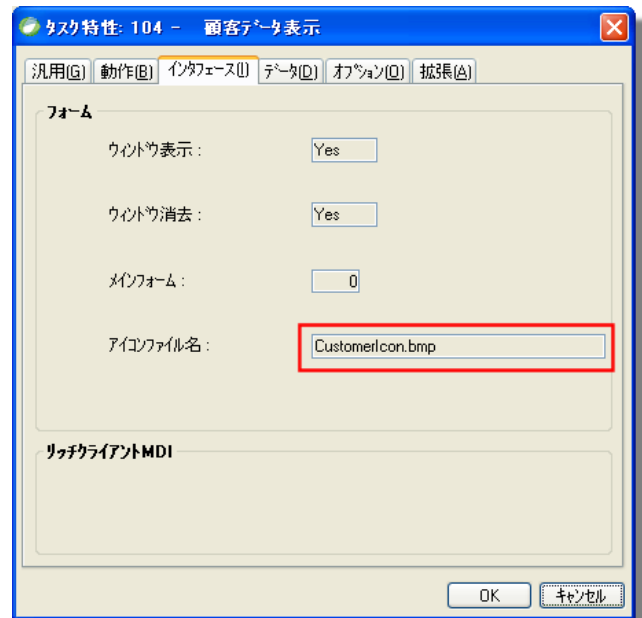 ﾀｽｸ特性: 104 - 顧客ﾃﾞｰﾀ表示
汎用(G) 動作(B) ｲﾝﾀﾌｪｰｽ(I) ﾃﾞｰﾀ(D) ｵﾌﾟｼｮﾝ(O) 拡張(A)
ﾌｫｰﾑ
ｳｨﾝﾄﾞｳ表示 : Yes
ｳｨﾝﾄﾞｳ消去 : Yes
ﾒｲﾝﾌｫｰﾑ : 0
ｱｲｺﾝﾌｧｲﾙ名 : CustomerIcon.bmp
ﾘｯﾁｸﾗｲｱﾝﾄMDI
OK ｷｬﾝｾﾙ